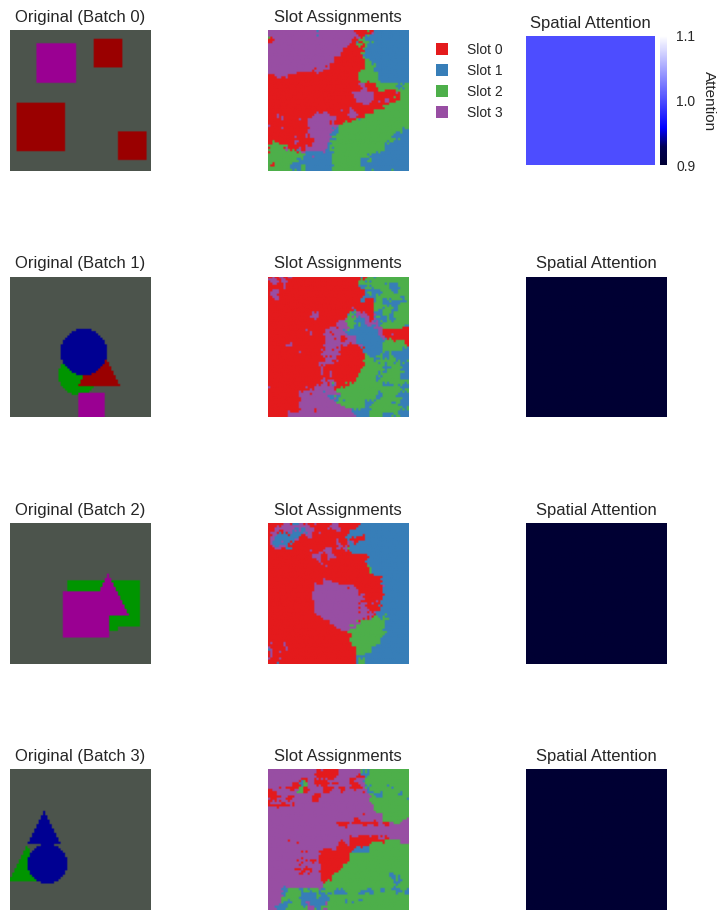 Original (Batch 0)
Slot Assignments
Spatial Attention
Slot 0
Slot 1
Slot 2
Slot 3
1.1
1.0
0.9
Attention
Original (Batch 1)
Slot Assignments
Spatial Attention
Original (Batch 2)
Slot Assignments
Spatial Attention
Original (Batch 3)
Slot Assignments
Spatial Attention